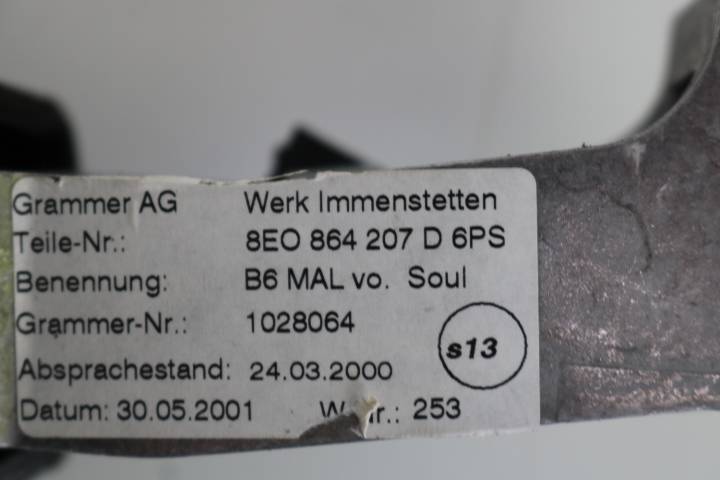 Grammer AG Werk Immenstetten
Teile-Nr.: 8EO 864 207 D 6PS
Benennung: B6 MAL vo. Soul
Grammer-Nr.: 1028064
s13
Absprachestand: 24.03.2000
Datum: 30.05.2001 253